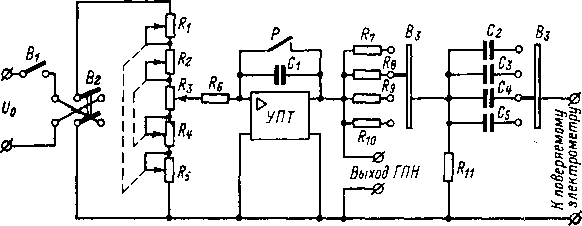 B₁
U₀
B₂
R₁
R₂
R₃
R₄
R₅
R₆
P
C₁
УПТ
R₇
R₈
R₉
R₁₀
B₃
Выход ГПН
R₁₁
C₂
C₃
C₄
C₅
B₃
К поверяемому
электрометру